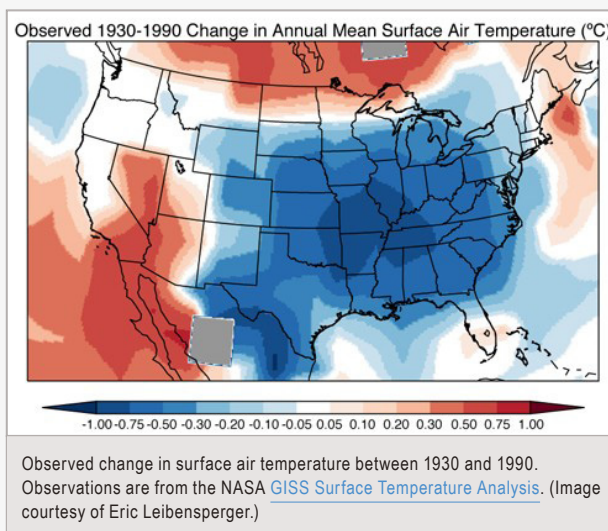 Observed 1930-1990 Change in Annual Mean Surface Air Temperature (ºC)
-1.00 -0.75 -0.50 -0.30 -0.20 -0.10 -0.05 0.05 0.10 0.20 0.30 0.50 0.75 1.00
Observed change in surface air temperature between 1930 and 1990.
Observations are from the NASA GISS Surface Temperature Analysis. (Image
courtesy of Eric Leibensperger.)